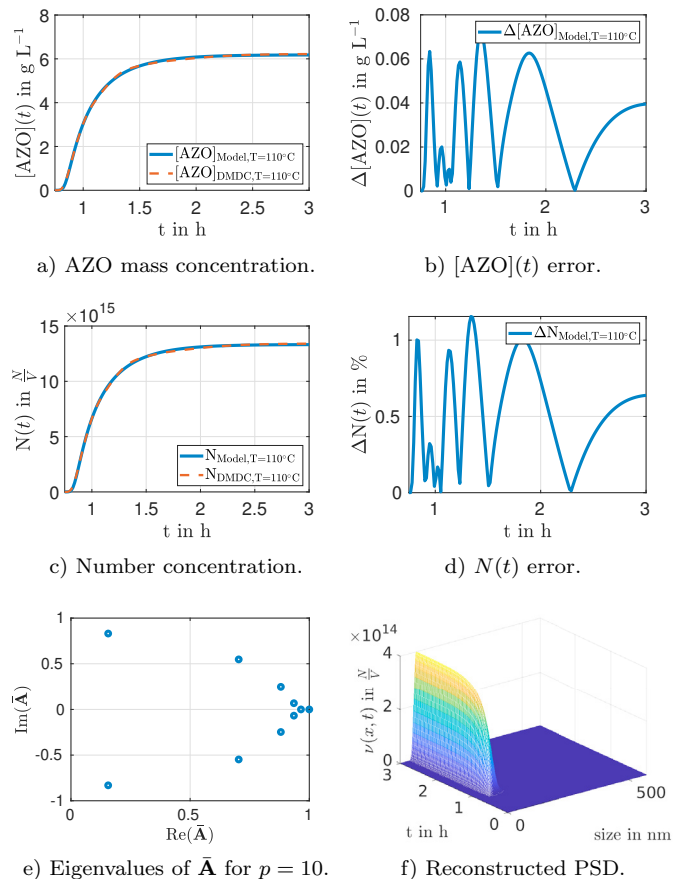 [AZO](t) in g L⁻¹
8
6
4
2
0
[AZO]Model,T=110°C
[AZO]DMDC,T=110°C
1 1.5 2 2.5 3
t in h
a) AZO mass concentration.
Δ[AZO](t) in g L⁻¹
0.08
0.06
0.04
0.02
0
Δ[AZO]Model,T=110°C
1 2 3
t in h
b) [AZO](t) error.
×10¹⁵
N(t) in N/V
15
10
5
0
NModel,T=110°C
NDMDC,T=110°C
1 1.5 2 2.5 3
t in h
c) Number concentration.
ΔN(t) in %
1
0.5
0
ΔNModel,T=110°C
1 2 3
t in h
d) N(t) error.
Im(Ā)
1
0.5
0
-0.5
-1
0 0.5 1
Re(Ā)
e) Eigenvalues of Ā for p = 10.
×10¹⁴
ν(x, t) in N/V
4
2
0
3
2
1
0
t in h
0
500
size in nm
f) Reconstructed PSD.